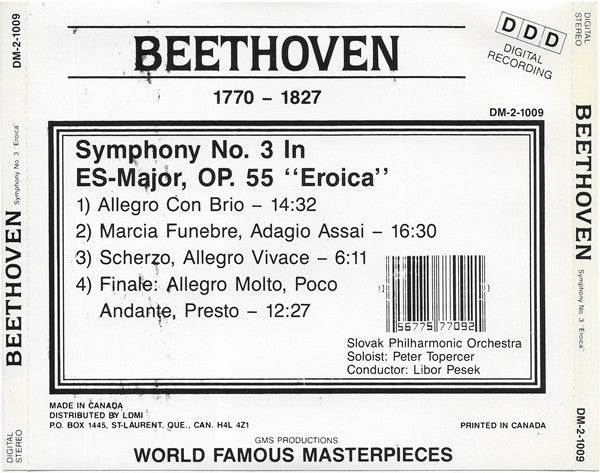 DM-2-1009
DIGITAL
STEREO
BEETHOVEN
Symphony No. 3 "Eroica"
BEETHOVEN
1770 – 1827
DDD
DIGITAL
RECORDING
DM-2-1009
Symphony No. 3 In
ES-Major, OP. 55 "Eroica"
1) Allegro Con Brio – 14:32
2) Marcia Funebre, Adagio Assai – 16:30
3) Scherzo, Allegro Vivace – 6:11
4) Finale: Allegro Molto, Poco
Andante, Presto – 12:27
56775 77092
Slovak Philharmonic Orchestra
Soloist: Peter Topercer
Conductor: Libor Pesek
MADE IN CANADA
DISTRIBUTED BY LDMI
P.O. BOX 1445, ST-LAURENT, QUE., CAN. H4L 4Z1
PRINTED IN CANADA
GMS PRODUCTIONS
WORLD FAMOUS MASTERPIECES
DIGITAL
STEREO
BEETHOVEN
Symphony No. 3 "Eroica"
DM-2-1009